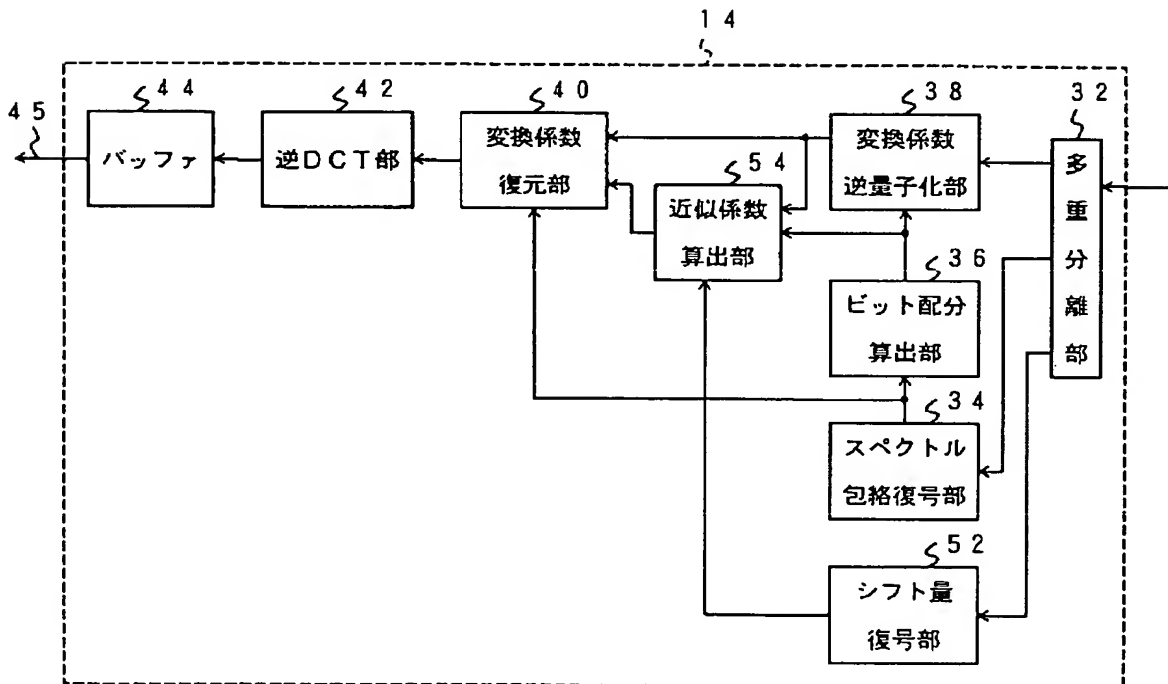 14
45
44
バッファ
42
逆DCT部
40
変換係数
復元部
54
近似係数
算出部
38
変換係数
逆量子化部
36
ビット配分
算出部
34
スペクトル
包絡復号部
52
シフト量
復号部
32
多
重
分
離
部